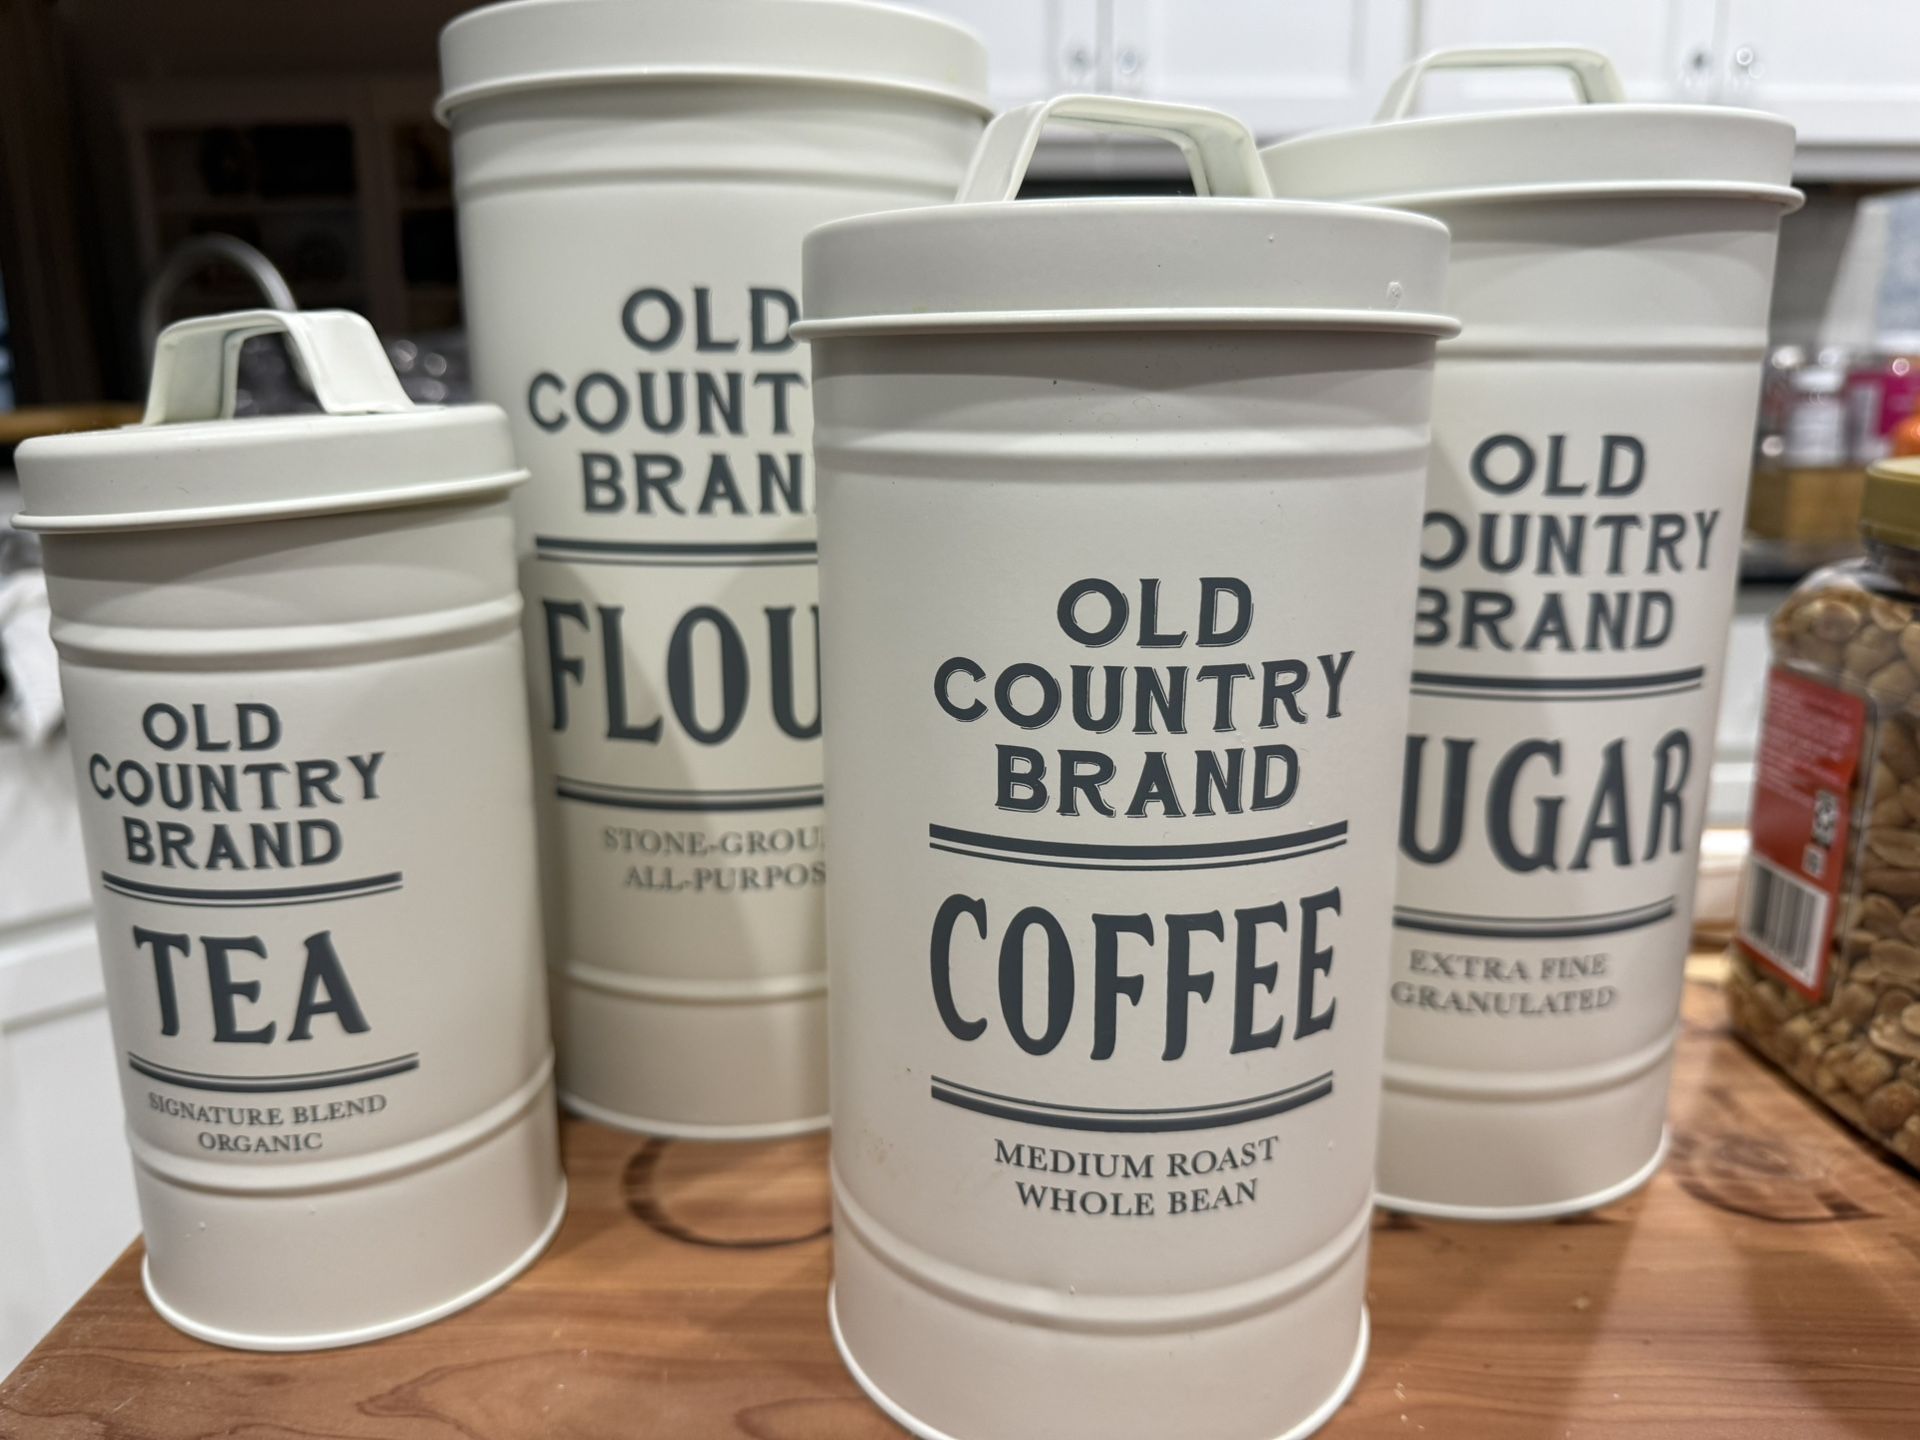 OLD
COUNTRY
BRAND
TEA
SIGNATURE BLEND
ORGANIC
OLD
COUNT
BRAN
FLOU
STONE-GROU
ALL-PURPOS
OLD
COUNTRY
BRAND
COFFEE
MEDIUM ROAST
WHOLE BEAN
OLD
OUNTRY
BRAND
UGAR
EXTRA FINE
GRANULATED